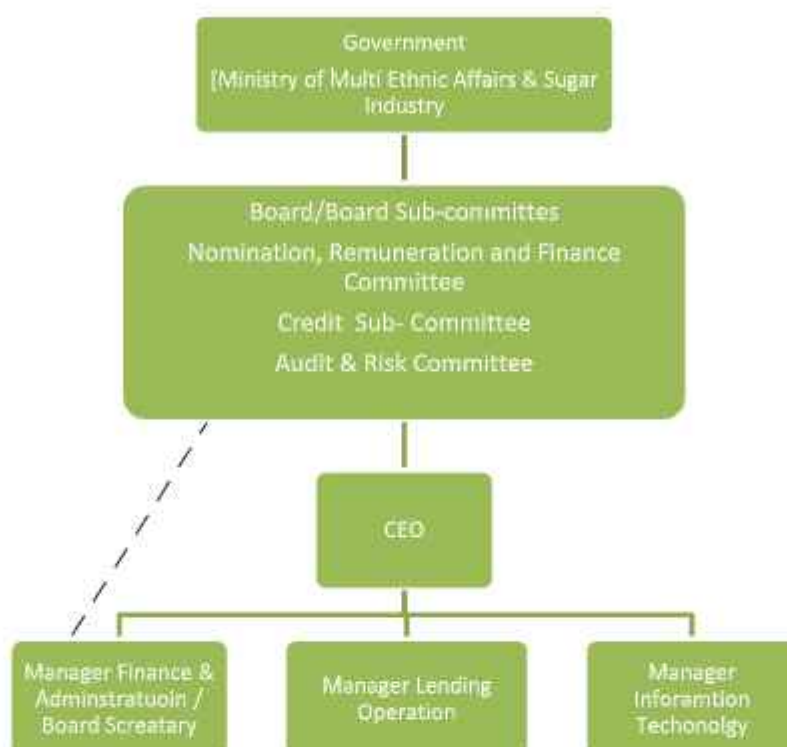 Government
[Ministry of Multi Ethnic Affairs & Sugar
Industry
Board/Board Sub-committes
Nomination, Remuneration and Finance
Committee
Credit Sub- Committee
Audit & Risk Committee
CEO
Manager Finance &
Adminstratuoin /
Board Screatary
Manager Lending
Operation
Manager
Inforamtion
Techonolgy